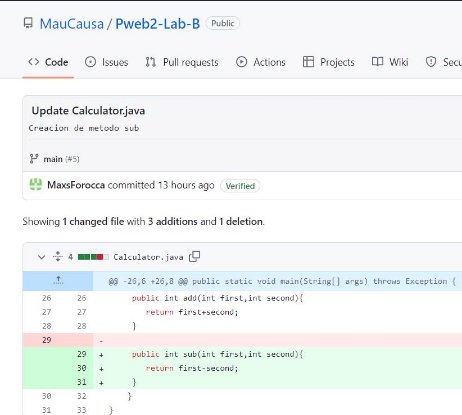 MauCausa / Pweb2-Lab-B Public
<> Code Issues Pull requests Actions Projects Wiki Secu
Update Calculator.java
Creacion de metodo sub
main (#5)
MaxsForocca committed 13 hours ago Verified
Showing 1 changed file with 3 additions and 1 deletion.
4 Calculator.java
@@ -26,6 +26,8 @@ public static void main(String[] args) throws Exception {
26 26 public int add(int first,int second){
27 27 return first+second;
28 28 }
29 -
29 + public int sub(int first,int second){
30 + return first-second;
31 + }
30 32 }
31 33 }